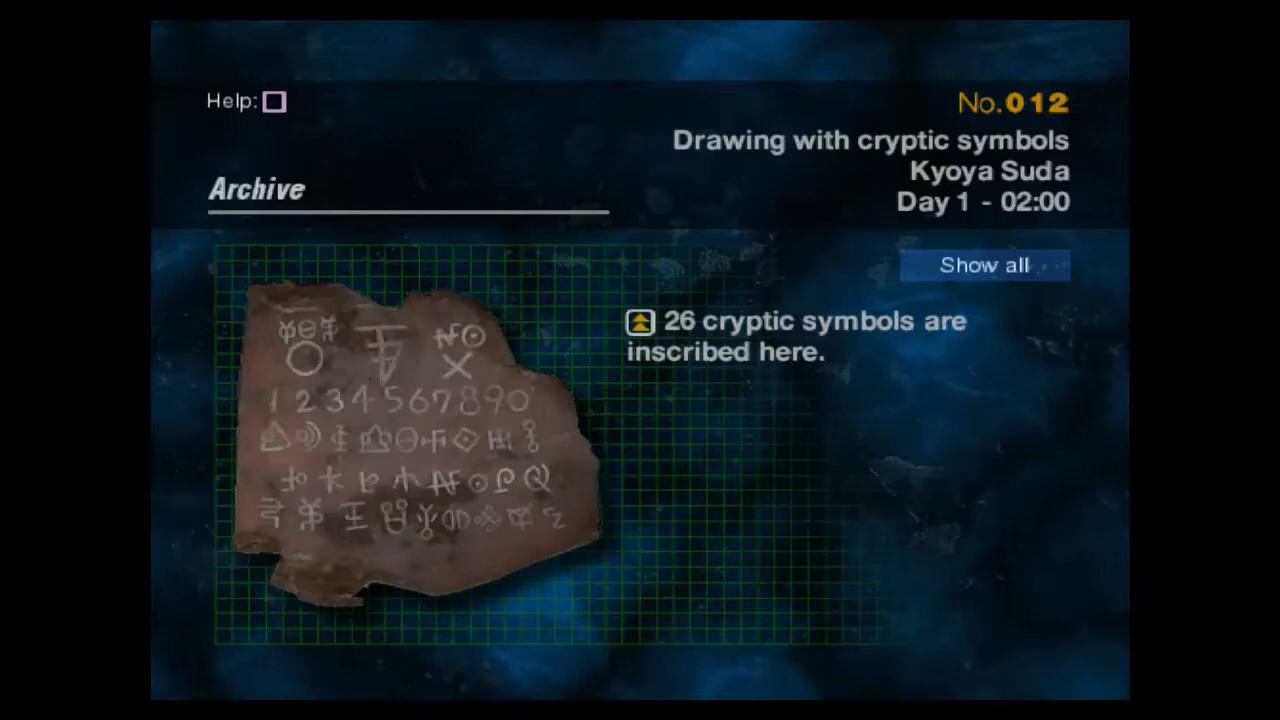 Help:
No.012
Drawing with cryptic symbols
Kyoya Suda
Day 1 - 02:00
Archive
Show all
26 cryptic symbols are
inscribed here.
1 2 3 4 5 6 7 8 9 0